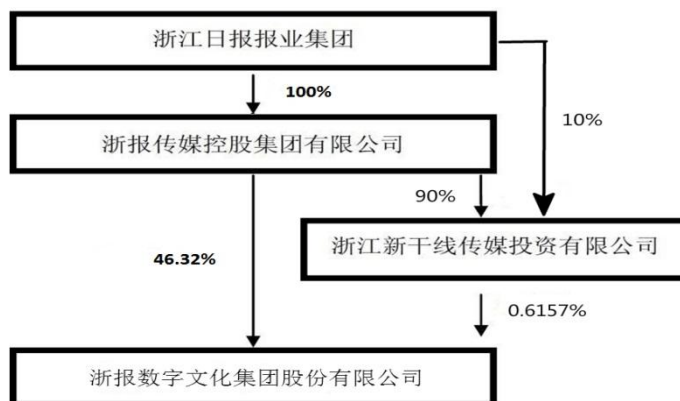 浙江日报报业集团
100%
10%
浙报传媒控股集团有限公司
90%
浙江新干线传媒投资有限公司
46.32%
0.6157%
浙报数字文化集团股份有限公司